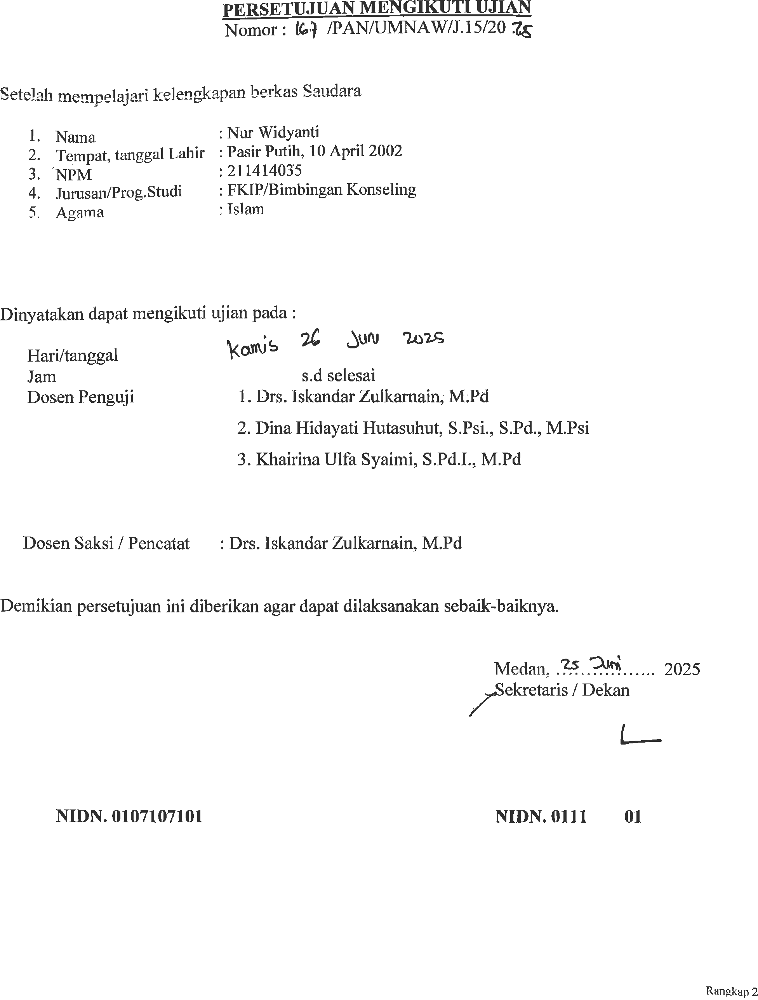 PERSETUJUAN MENGIKUTI UJIAN
Nomor : 167 /PAN/UMNAW/J.15/20 25
Setelah mempelajari kelengkapan berkas Saudara
1. Nama : Nur Widyanti
2. Tempat, tanggal Lahir : Pasir Putih, 10 April 2002
3. NPM : 211414035
4. Jurusan/Prog.Studi : FKIP/Bimbingan Konseling
5. Agama : Islam
Dinyatakan dapat mengikuti ujian pada :
Hari/tanggal Kamis 26 Juni 2025
Jam s.d selesai
Dosen Penguji 1. Drs. Iskandar Zulkarnain, M.Pd
2. Dina Hidayati Hutasuhut, S.Psi., S.Pd., M.Psi
3. Khairina Ulfa Syaimi, S.Pd.I., M.Pd
Dosen Saksi / Pencatat : Drs. Iskandar Zulkarnain, M.Pd
Demikian persetujuan ini diberikan agar dapat dilaksanakan sebaik-baiknya.
Medan, 25 Juni 2025
Sekretaris / Dekan
NIDN. 0107107101 NIDN. 0111 01
Rangkap 2